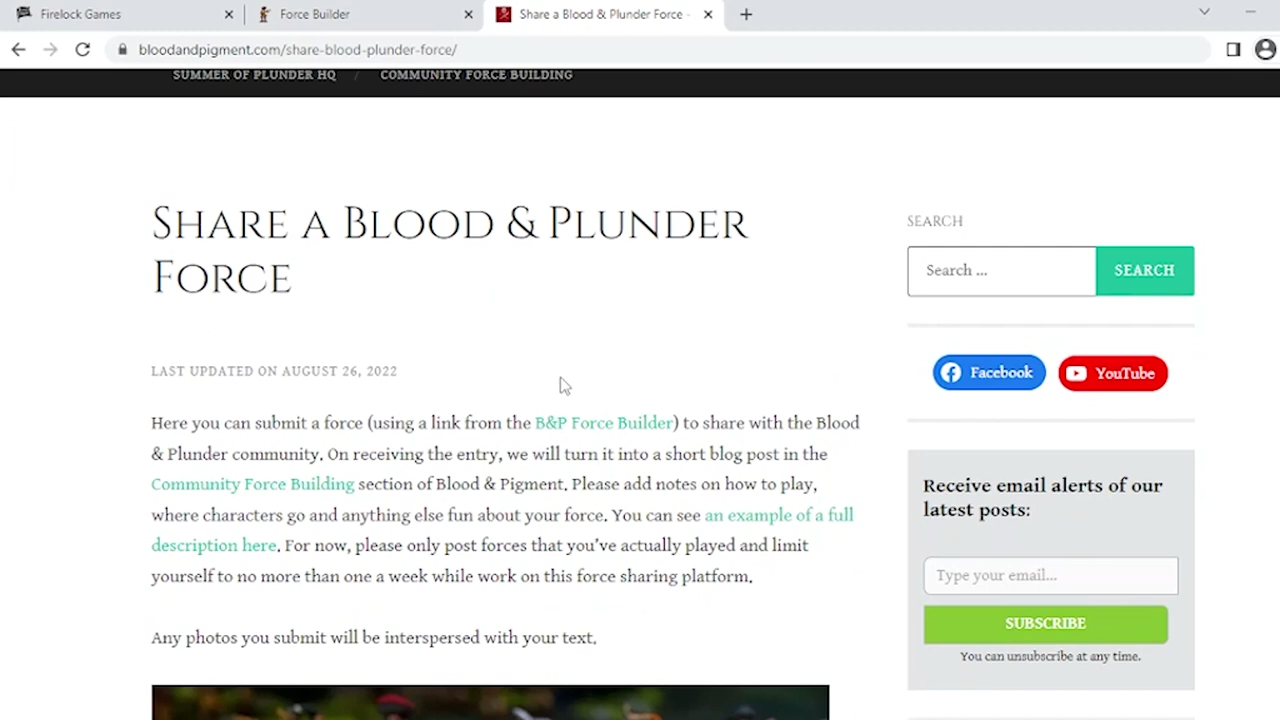 Firelock Games
Force Builder
Share a Blood & Plunder Force -
bloodandpigment.com/share-blood-plunder-force/
SUMMER OF PLUNDER HQ / COMMUNITY FORCE BUILDING
SHARE A BLOOD & PLUNDER
FORCE
LAST UPDATED ON AUGUST 26, 2022
Here you can submit a force (using a link from the B&P Force Builder) to share with the Blood
& Plunder community. On receiving the entry, we will turn it into a short blog post in the
Community Force Building section of Blood & Pigment. Please add notes on how to play,
where characters go and anything else fun about your force. You can see an example of a full
description here. For now, please only post forces that you've actually played and limit
yourself to no more than one a week while work on this force sharing platform.
Any photos you submit will be interspersed with your text.
SEARCH
Search ...
SEARCH
Facebook
YouTube
Receive email alerts of our
latest posts:
Type your email...
SUBSCRIBE
You can unsubscribe at any time.